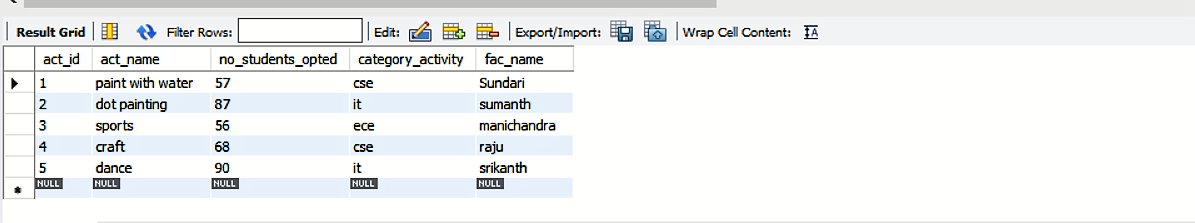 Result Grid Filter Rows: Edit: Export/Import: Wrap Cell Content: IA
act_id act_name no_students_opted category_activity fac_name
1 paint with water 57 cse Sundari
2 dot painting 87 it sumanth
3 sports 56 ece manichandra
4 craft 68 cse raju
5 dance 90 it srikanth
* NULL NULL NULL NULL NULL